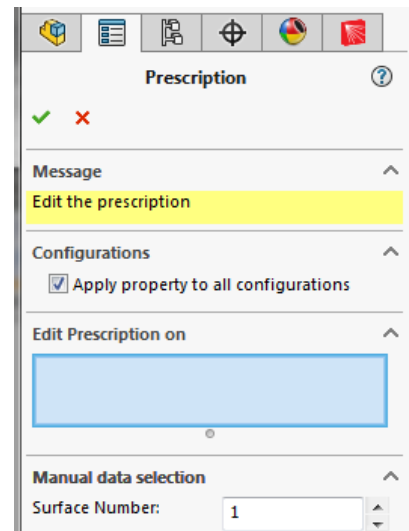 Prescription
Message
Edit the prescription
Configurations
Apply property to all configurations
Edit Prescription on
Manual data selection
Surface Number: 1